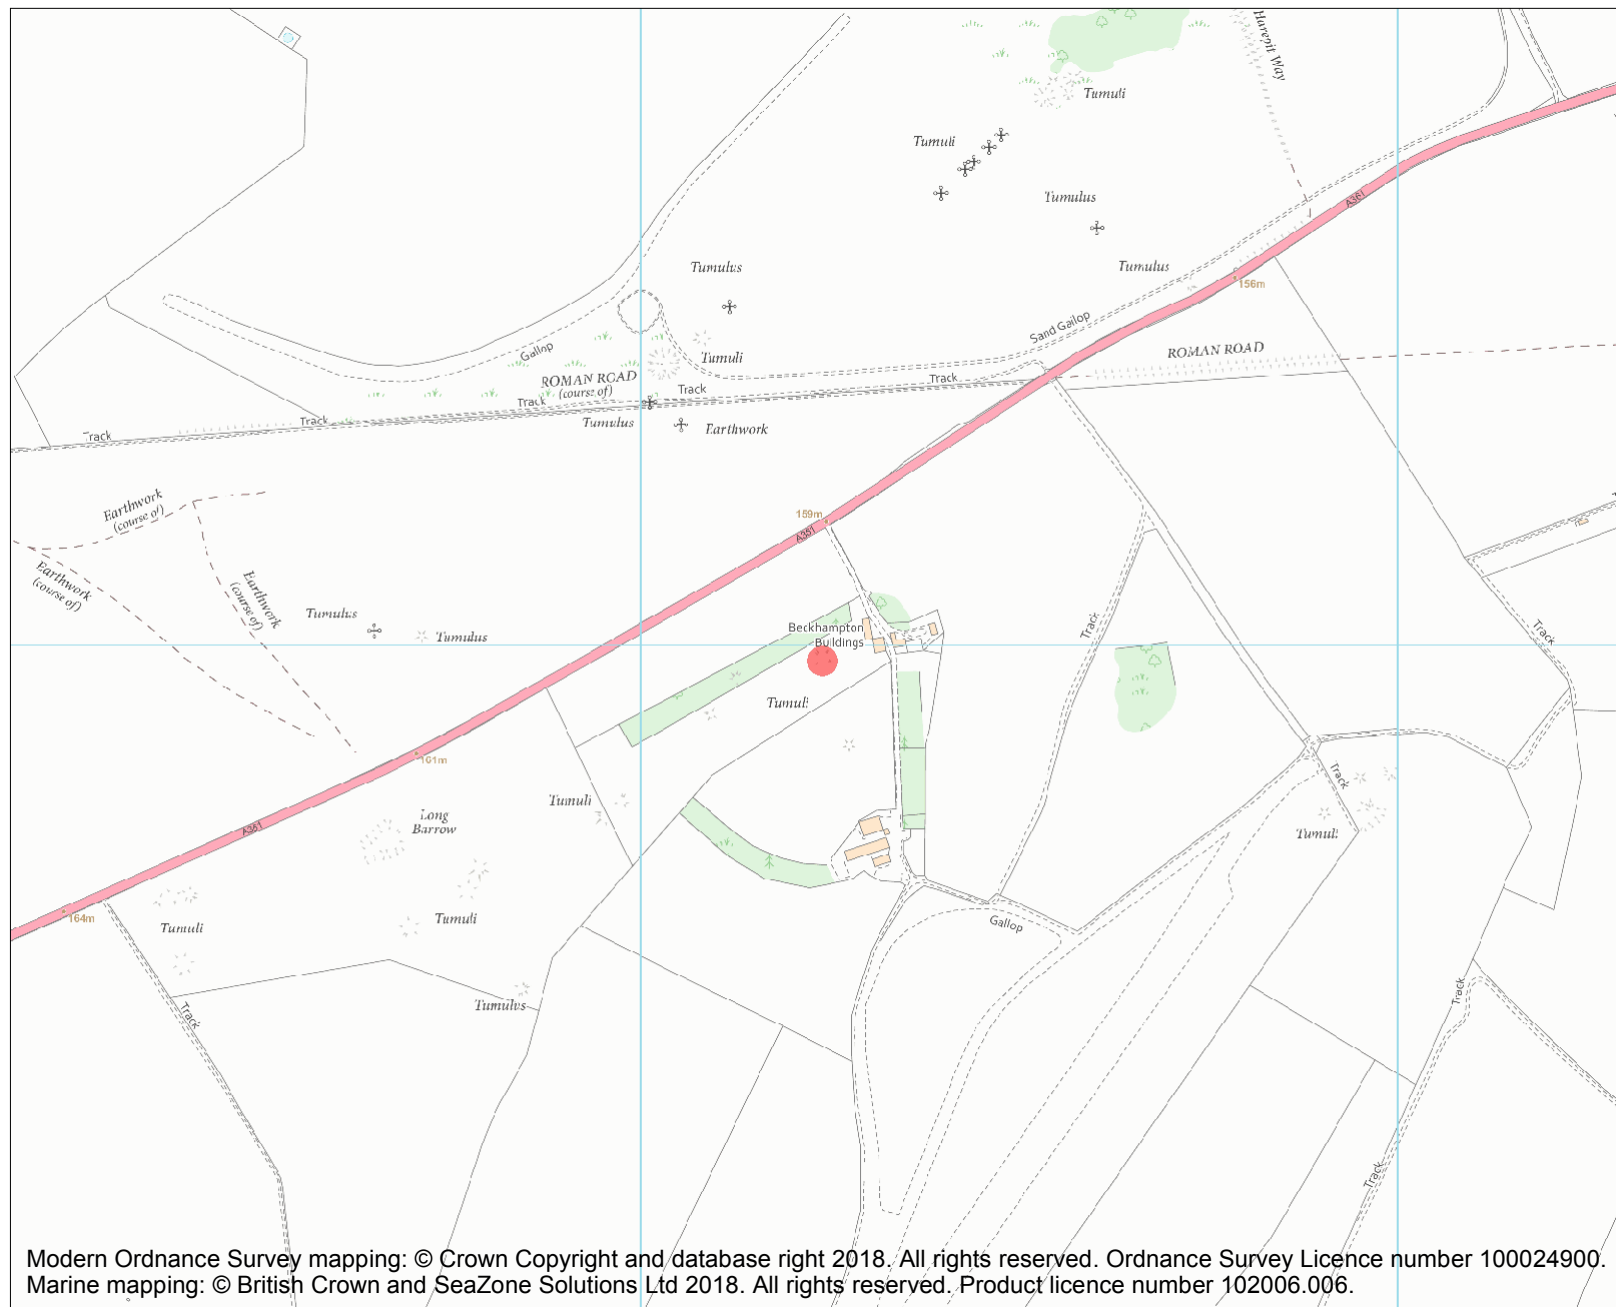 Harepit Way
Tumuli
Tumuli
Tumulus
A361
Tumulus
Tumulus
156m
Sand Gallop
Gallop
Tumuli
ROMAN ROAD
ROMAN ROAD
(course of)
Track
Track
Track
Track
Track
Tumulus
Earthwork
Earthwork
(course of)
159m
A361
Earthwork
(course of)
Earthwork
(course of)
Tumulus
Tumulus
Beckhampton
Buildings
Track
Track
Tumuli
161m
Track
Tumuli
Long
Barrow
A361
Tumuli
164m
Tumuli
Tumuli
Gallop
Tumulus
Track
Track
Track
Modern Ordnance Survey mapping: © Crown Copyright and database right 2018. All rights reserved. Ordnance Survey Licence number 100024900.
Marine mapping: © British Crown and SeaZone Solutions Ltd 2018. All rights reserved. Product licence number 102006.006.